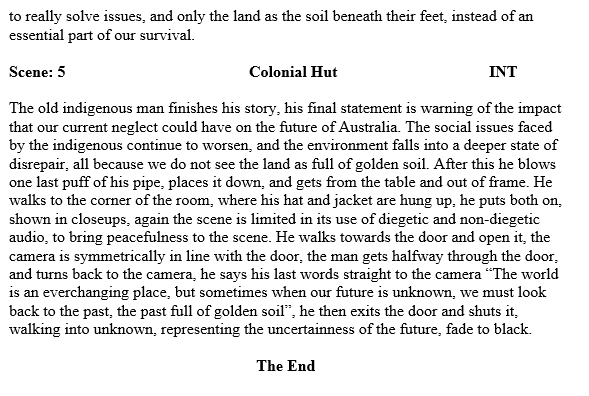 to really solve issues, and only the land as the soil beneath their feet, instead of an
essential part of our survival.
Scene: 5 Colonial Hut INT
The old indigenous man finishes his story, his final statement is warning of the impact
that our current neglect could have on the future of Australia. The social issues faced
by the indigenous continue to worsen, and the environment falls into a deeper state of
disrepair, all because we do not see the land as full of golden soil. After this he blows
one last puff of his pipe, places it down, and gets from the table and out of frame. He
walks to the corner of the room, where his hat and jacket are hung up, he puts both on,
shown in closeups, again the scene is limited in its use of diegetic and non-diegetic
audio, to bring peacefulness to the scene. He walks towards the door and open it, the
camera is symmetrically in line with the door, the man gets halfway through the door,
and turns back to the camera, he says his last words straight to the camera “The world
is an everchanging place, but sometimes when our future is unknown, we must look
back to the past, the past full of golden soil”, he then exits the door and shuts it,
walking into unknown, representing the uncertainness of the future, fade to black.
The End